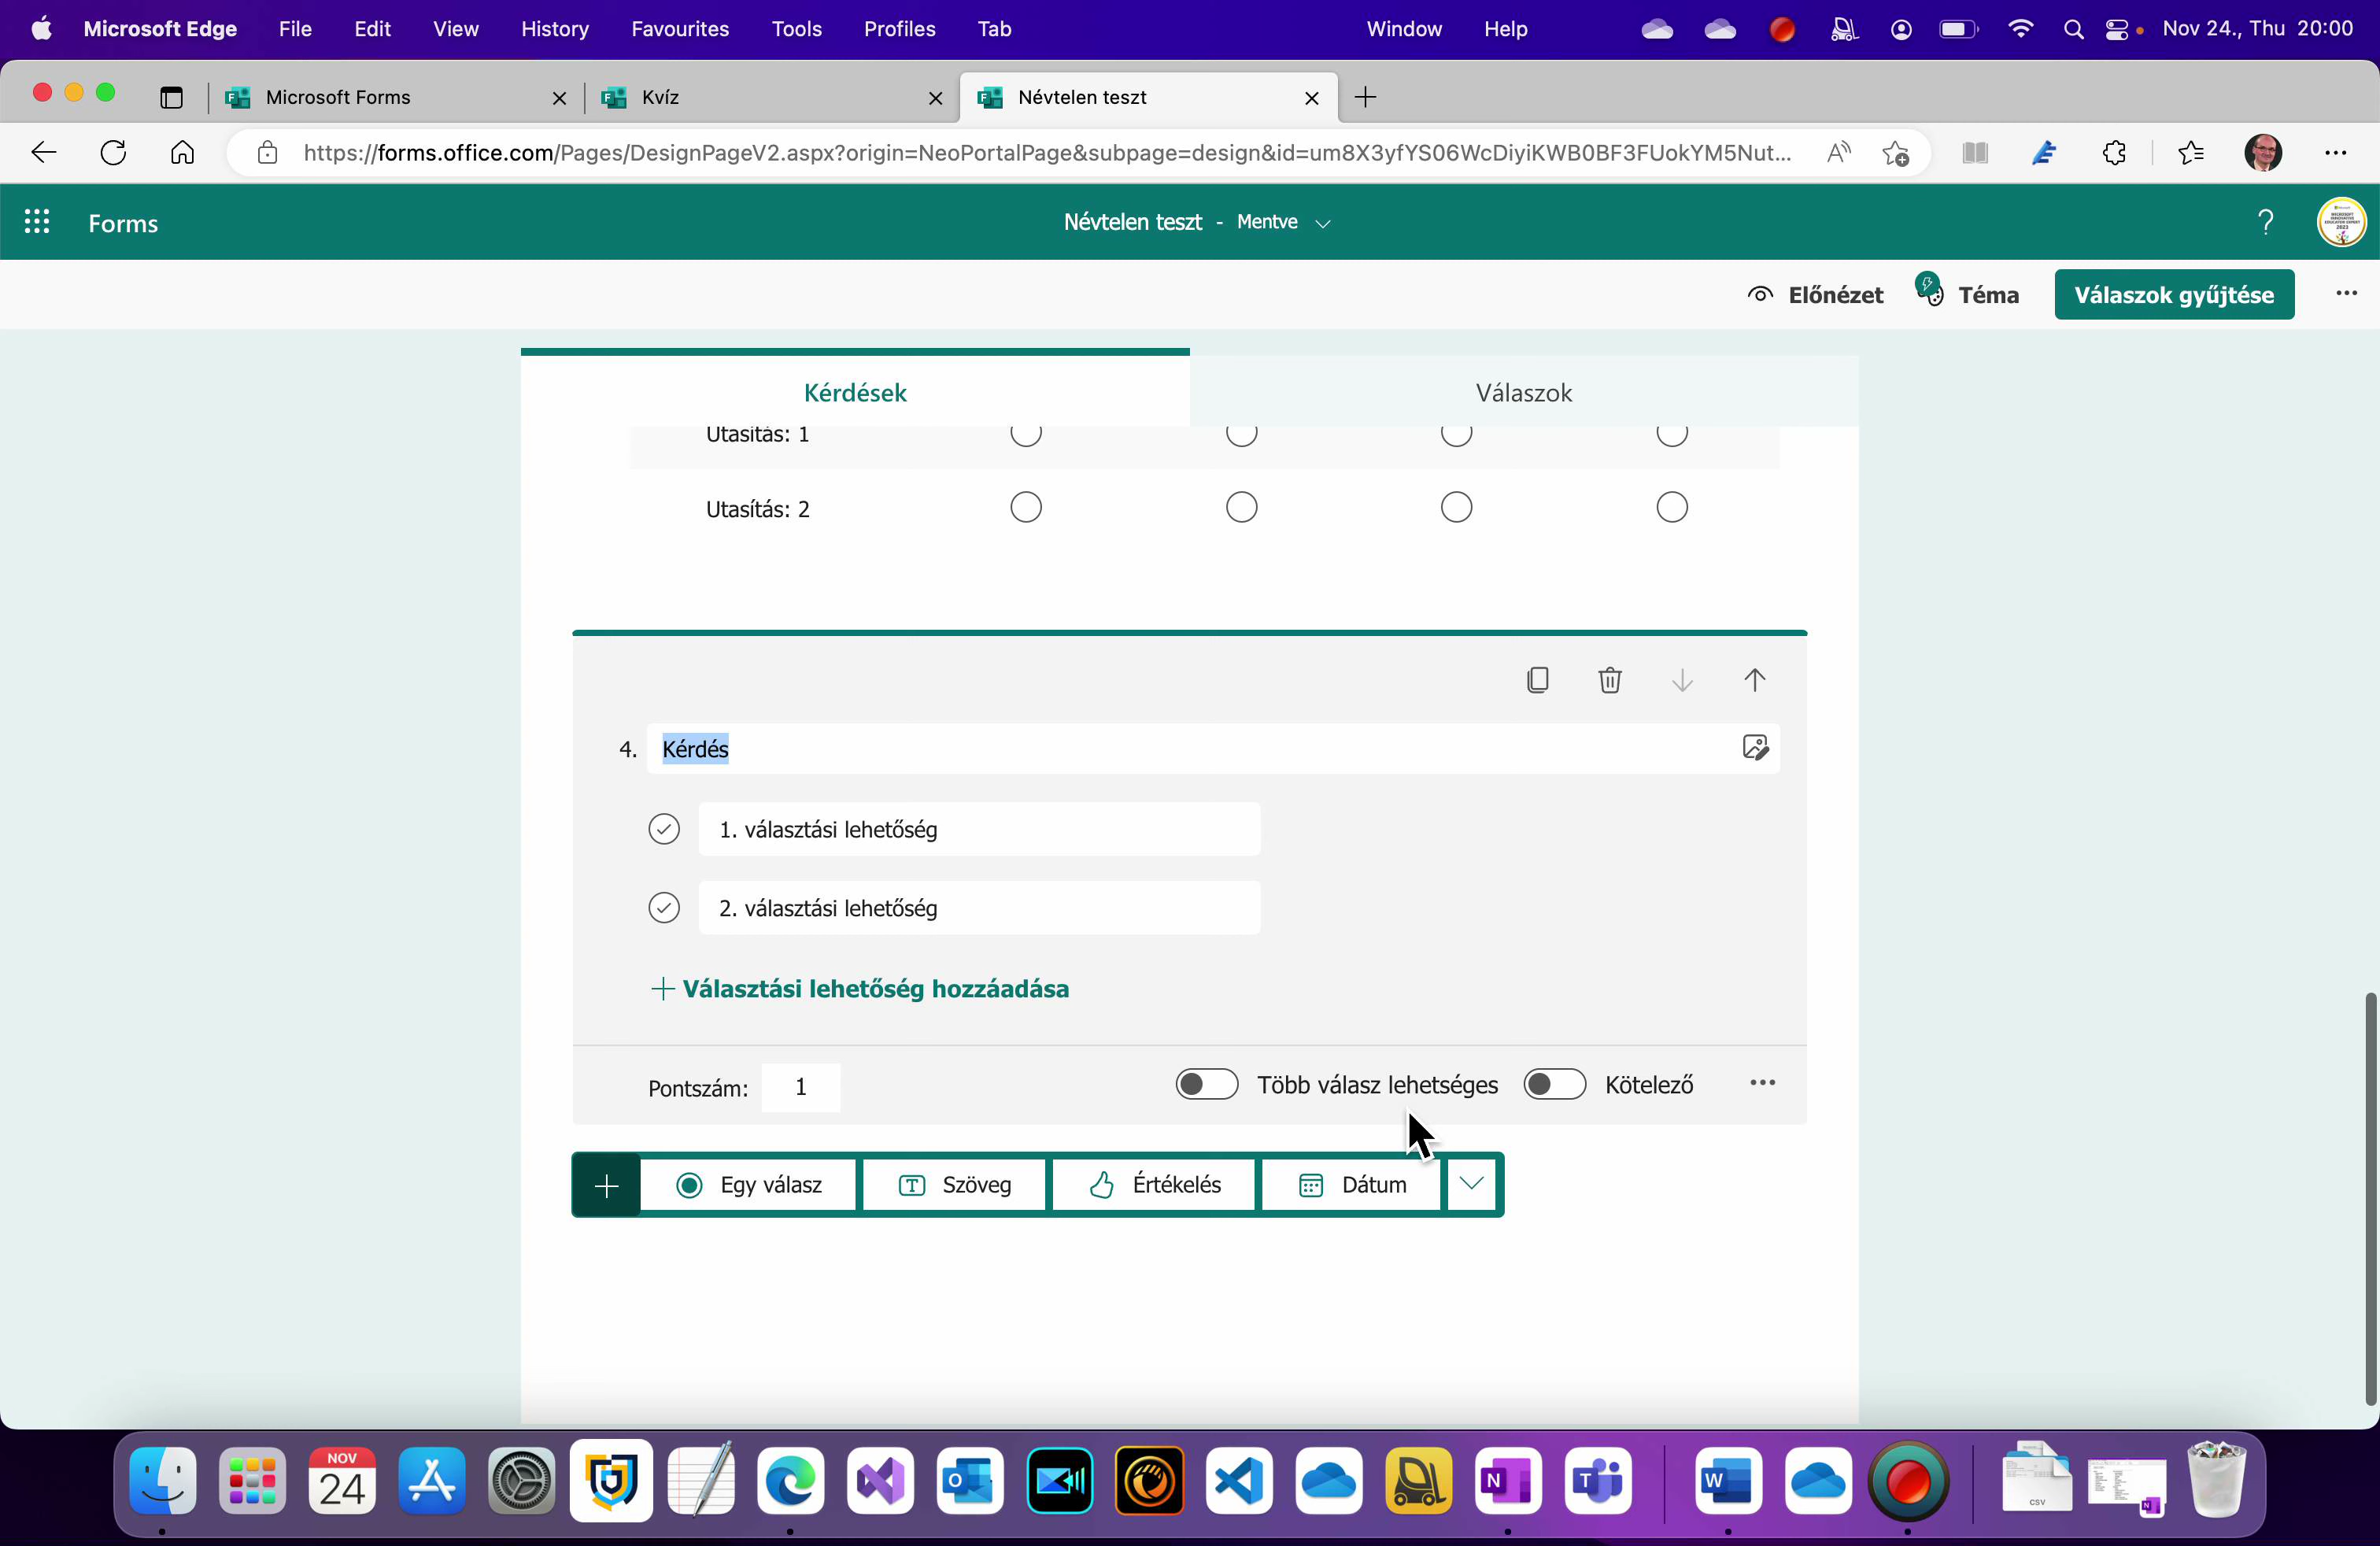 Microsoft Edge File Edit View History Favourites Tools Profiles Tab Window Help Nov 24., Thu 20:00
Microsoft Forms Kvíz Névtelen teszt
https://forms.office.com/Pages/DesignPageV2.aspx?origin=NeoPortalPage&subpage=design&id=um8X3yfYS06WcDiyiKWB0BF3FUokYM5Nut...
Forms Névtelen teszt - Mentve ?
Előnézet Téma Válaszok gyűjtése
Kérdések Válaszok
Utasítás: 1
Utasítás: 2
4. Kérdés
1. választási lehetőség
2. választási lehetőség
Választási lehetőség hozzáadása
Pontszám: 1 Több válasz lehetséges Kötelező
Egy válasz Szöveg Értékelés Dátum
NOV
24
CSV